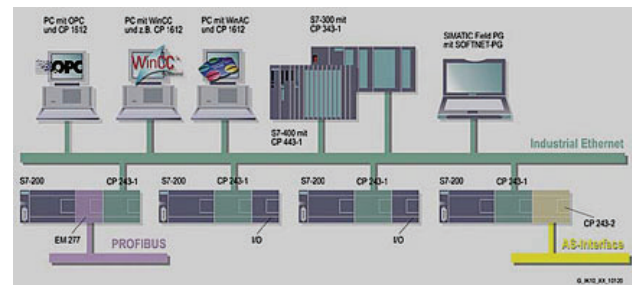 PC mit OPC
und CP 1612
PC mit WinCC
und z.B. CP 1612
PC mit WinAC
und CP 1612
S7-300 mit
CP 343-1
SIMATIC Field PG
mit SOFTNET-PG
OPC
WinCC
S7-400 mit
CP 443-1
Industrial Ethernet
S7-200
CP 243-1
S7-200
CP 243-1
S7-200
CP 243-1
S7-200
CP 243-1
EM 277
I/O
I/O
CP 243-2
PROFIBUS
AS-Interface
G_IK10_XX_10120